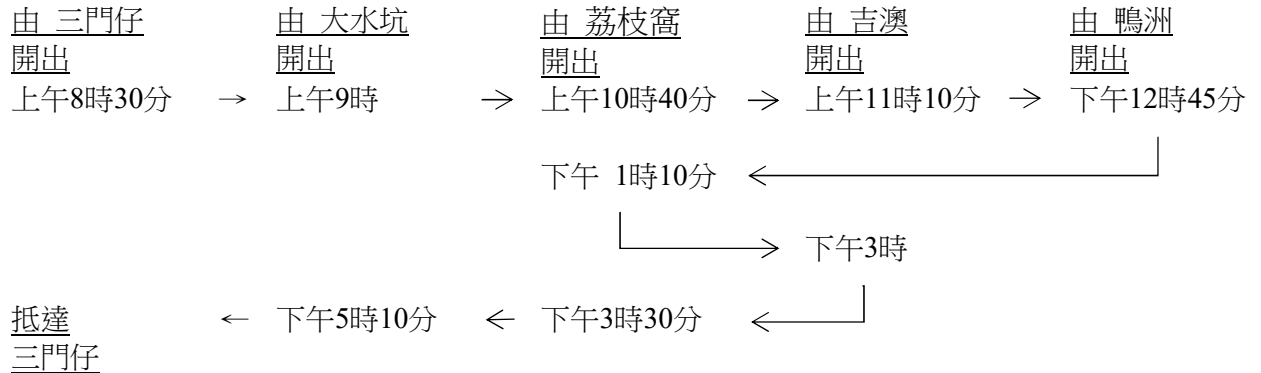 由 三門仔 由 大水坑 由 荔枝窩 由 吉澳 由 鴨洲
開出 開出 開出 開出 開出
上午8時30分 → 上午9時 → 上午10時40分 → 上午11時10分 → 下午12時45分
下午 1時10分
下午3時
抵達 ← 下午5時10分 ← 下午3時30分
三門仔